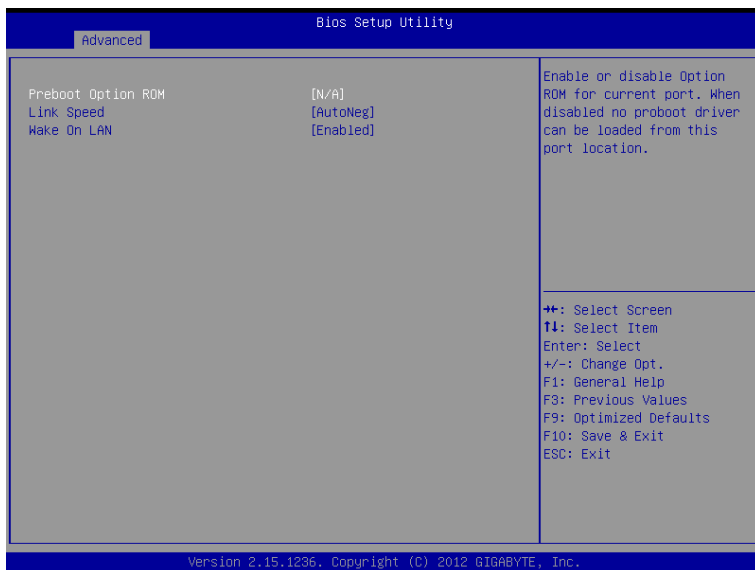 Bios Setup Utility
Advanced
Preboot Option ROM [N/A]
Link Speed [AutoNeg]
Wake On LAN [Enabled]
Enable or disable Option
ROM for current port. When
disabled no proboot driver
can be loaded from this
port location.
→←: Select Screen
↑↓: Select Item
Enter: Select
+/-: Change Opt.
F1: General Help
F3: Previous Values
F9: Optimized Defaults
F10: Save & Exit
ESC: Exit
Version 2.15.1236. Copyright (C) 2012 GIGABYTE, Inc.